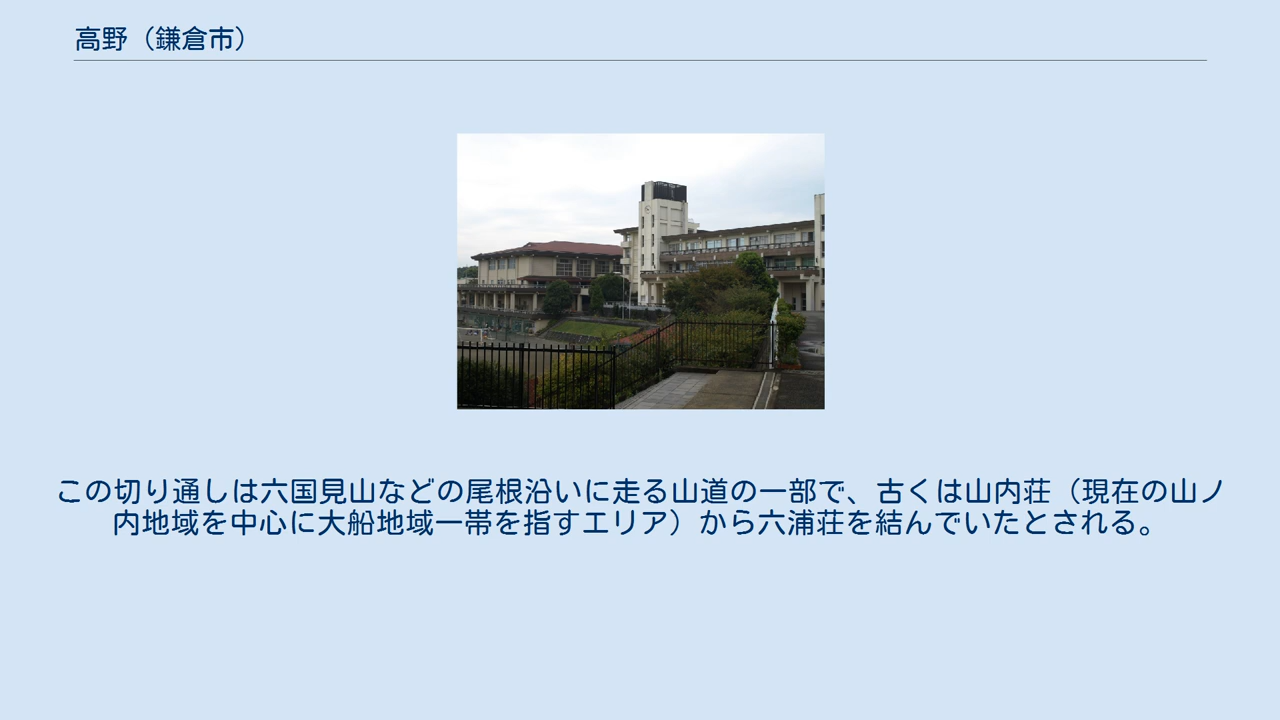 高野（鎌倉市）
この切り通しは六国見山などの尾根沿いに走る山道の一部で、古くは山内荘（現在の山ノ
内地域を中心に大船地域一帯を指すエリア）から六浦荘を結んでいたとされる。